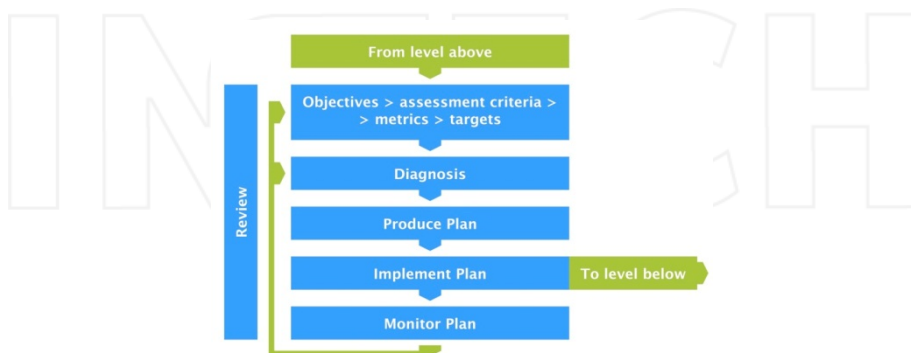 INTECH
From level above
Objectives > assessment criteria >
> metrics > targets
Review
Diagnosis
Produce Plan
Implement Plan
To level below
Monitor Plan